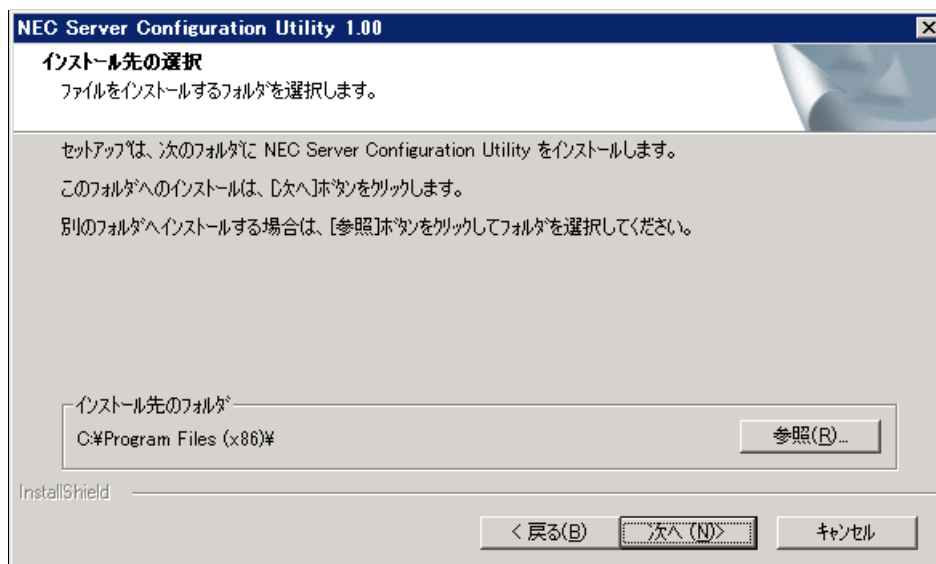 NEC Server Configuration Utility 1.00
インストール先の選択
ファイルをインストールするフォルダを選択します。
セットアップは、次のフォルダに NEC Server Configuration Utility をインストールします。
このフォルダへのインストールは、[次へ]ボタンをクリックします。
別のフォルダへインストールする場合は、[参照]ボタンをクリックしてフォルダを選択してください。
インストール先のフォルダ
C:¥Program Files (x86)¥
参照(R)...
InstallShield
< 戻る(B)
次へ (N)>
キャンセル